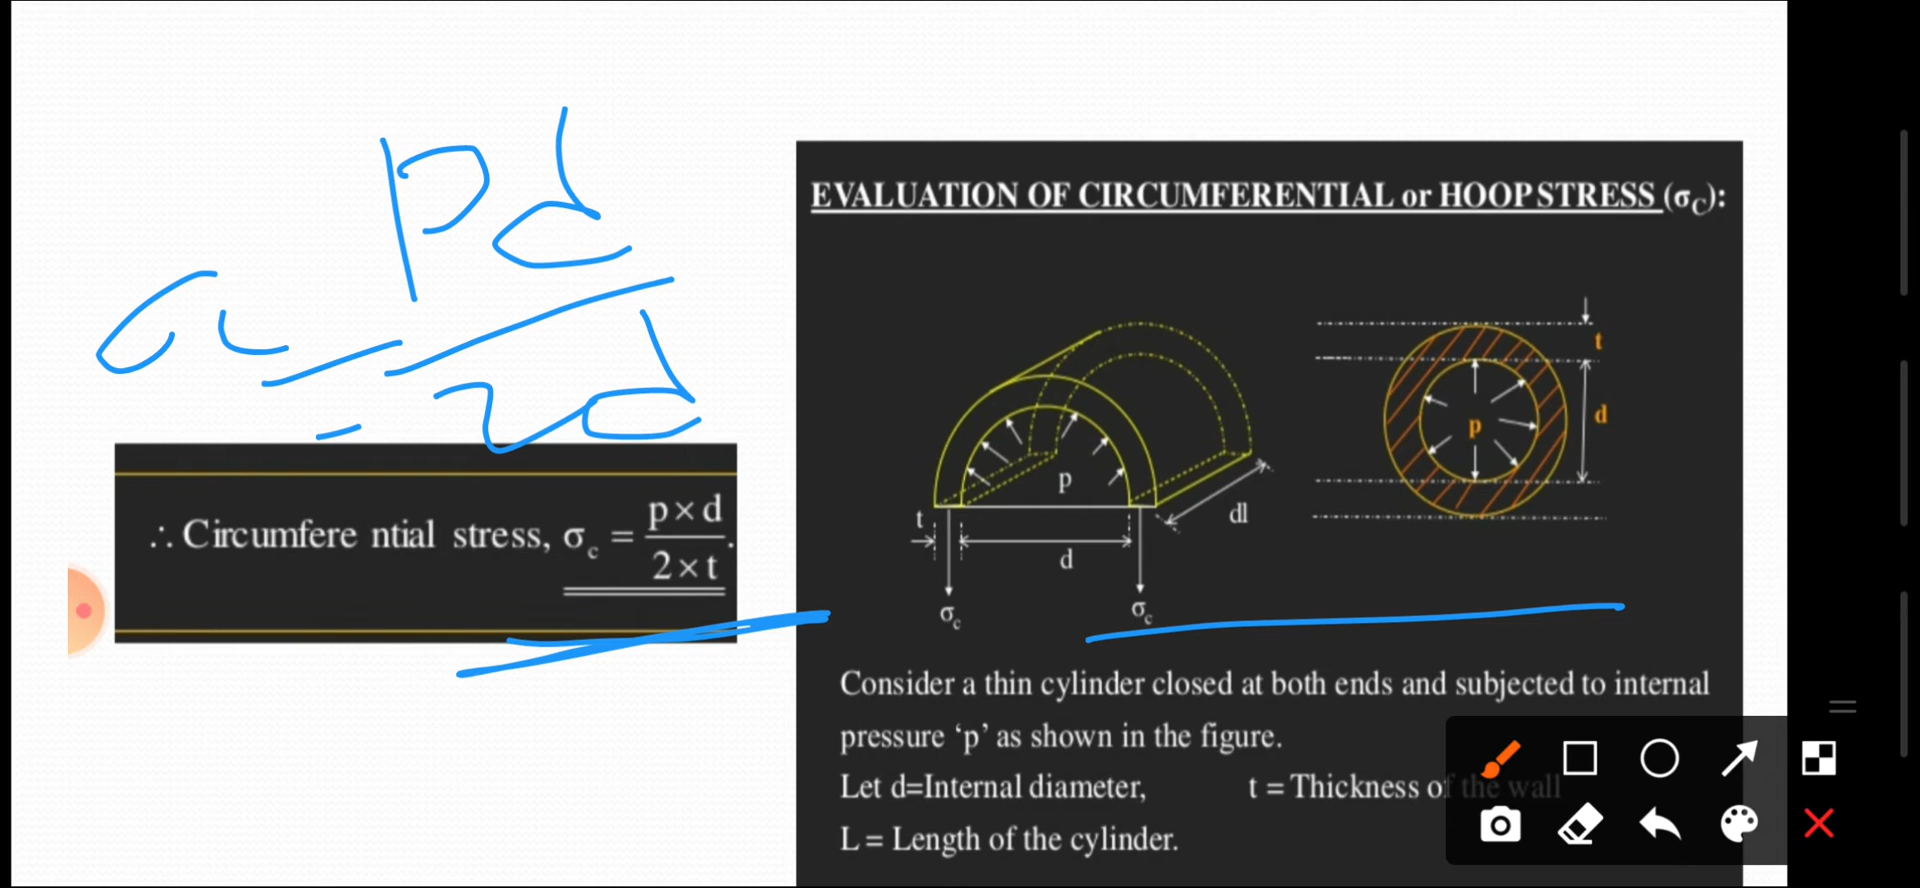 σc = Pd
2d
∴ Circumfere ntial stress, σc = p×d
2×t.
EVALUATION OF CIRCUMFERENTIAL or HOOP STRESS (σC):
t
d
p
p
dl
t
d
σc
σc
Consider a thin cylinder closed at both ends and subjected to internal
pressure ‘p’ as shown in the figure.
Let d=Internal diameter, t = Thickness of the wall
L = Length of the cylinder.